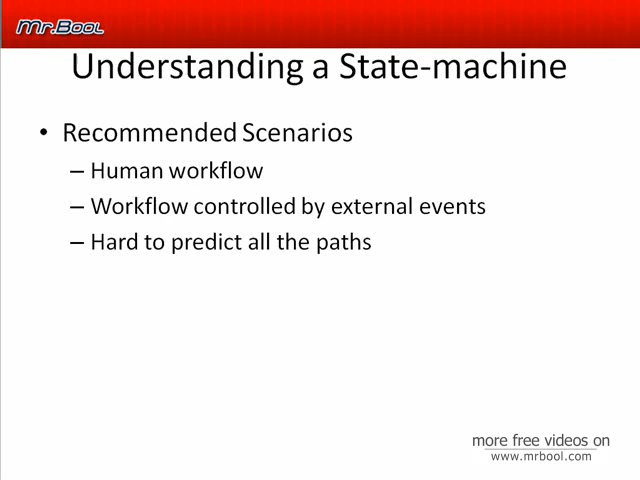 Mr.Bool
Understanding a State-machine
• Recommended Scenarios
– Human workflow
– Workflow controlled by external events
– Hard to predict all the paths
more free videos on
www.mrbool.com